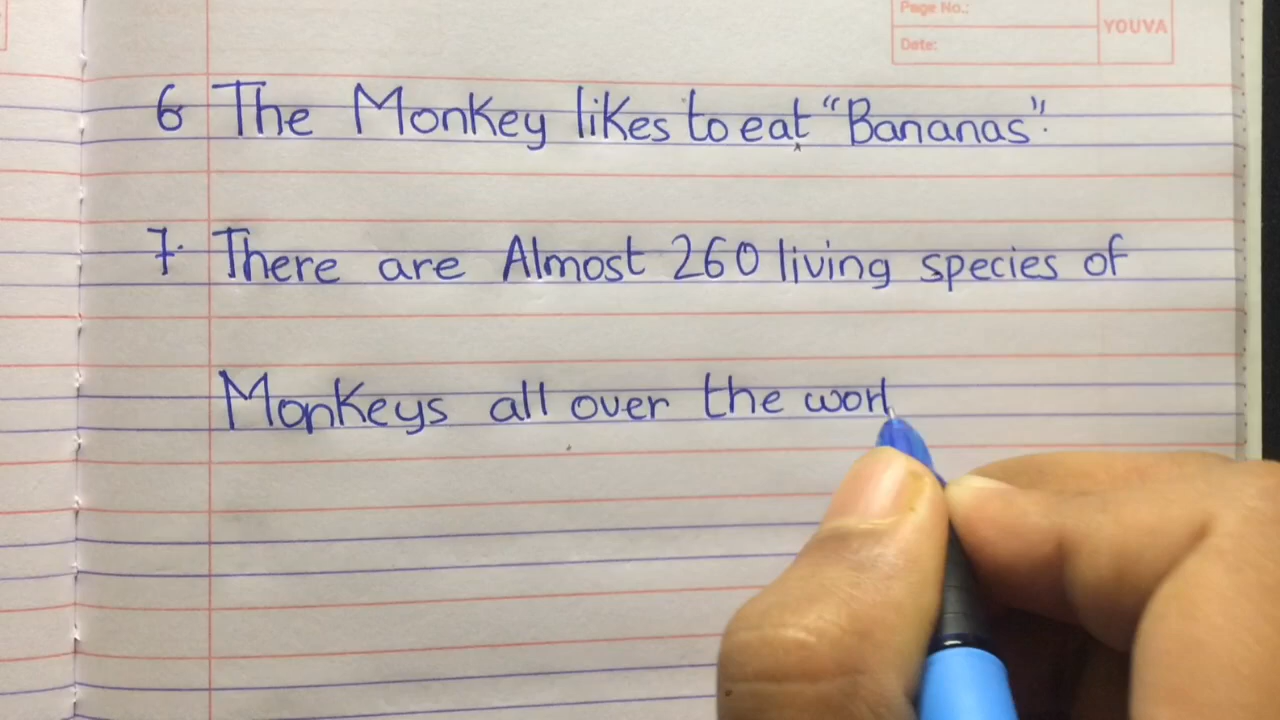 Page No.:
YOUVA
Date:
6 The Monkey likes to eat "Bananas".
7. There are Almost 260 living species of
Monkeys all over the worl